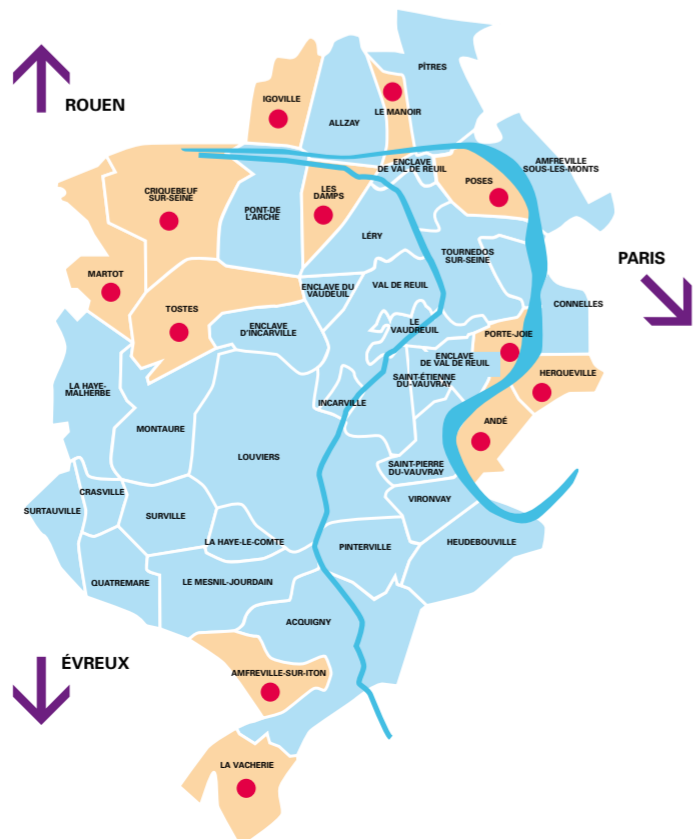 ROUEN
PÎTRES
IGOVILLE
LE MANOIR
ALLZAY
ENCLAVE
DE VAL DE REUIL
AMFREVILLE
SOUS-LES-MONTS
CRIQUEBEUF
SUR-SEINE
LES
DAMPS
POSES
PONT-DE
L'ARCHE
LÉRY
TOURNEDOS
SUR-SEINE
PARIS
MARTOT
ENCLAVE DU
VAUDEUIL
VAL DE REUIL
CONNELLES
TOSTES
ENCLAVE
D'INCARVILLE
LE
VAUDREUIL
PORTE-JOIE
ENCLAVE
DE VAL DE REUIL
HERQUEVILLE
SAINT-ÉTIENNE
DU-VAUVRAY
LA HAYE-
MALHERBE
INCARVILLE
ANDÉ
MONTAURE
LOUVIERS
SAINT-PIERRE
DU-VAUVRAY
CRASVILLE
VIRONVAY
SURTAUVILLE
SURVILLE
LA HAYE-LE-COMTE
PINTERVILLE
HEUDEBOUVILLE
QUATREMARE
LE MESNIL-JOURDAIN
ACQUIGNY
ÉVREUX
AMFREVILLE-SUR-ITON
LA VACHERIE